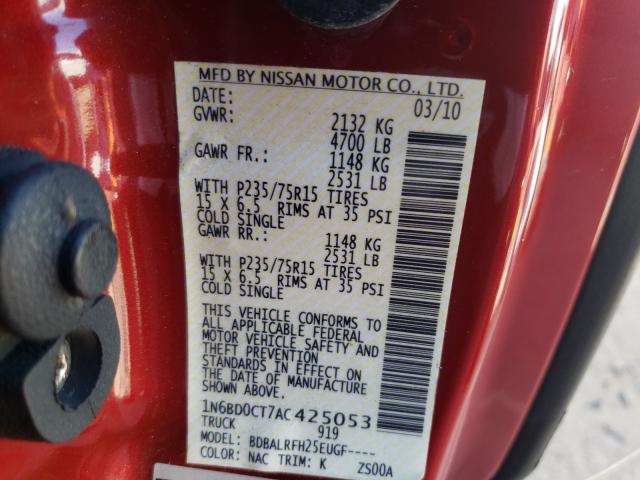 MFD BY NISSAN MOTOR CO., LTD.
DATE: 03/10
GVWR: 2132 KG
4700 LB
GAWR FR.: 1148 KG
2531 LB
WITH P235/75R15 TIRES
15 X 6.5 RIMS AT 35 PSI
COLD SINGLE
GAWR RR.: 1148 KG
2531 LB
WITH P235/75R15 TIRES
15 X 6.5 RIMS AT 35 PSI
COLD SINGLE
THIS VEHICLE CONFORMS TO
ALL APPLICABLE FEDERAL
MOTOR VEHICLE SAFETY AND
THEFT PREVENTION
STANDARDS IN EFFECT ON
THE DATE OF MANUFACTURE
SHOWN ABOVE.
1N6BD0CT7AC425053
TRUCK 919
MODEL: BDBALRFH25EUGF----
COLOR: NAC TRIM: K ZS00A